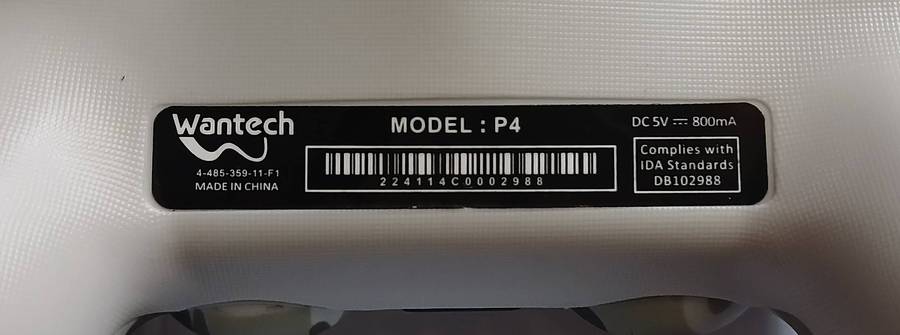 Wantech
4-485-359-11-F1
MADE IN CHINA
MODEL : P4
224114C0002988
DC 5V ⎓ 800mA
Complies with
IDA Standards
DB102988